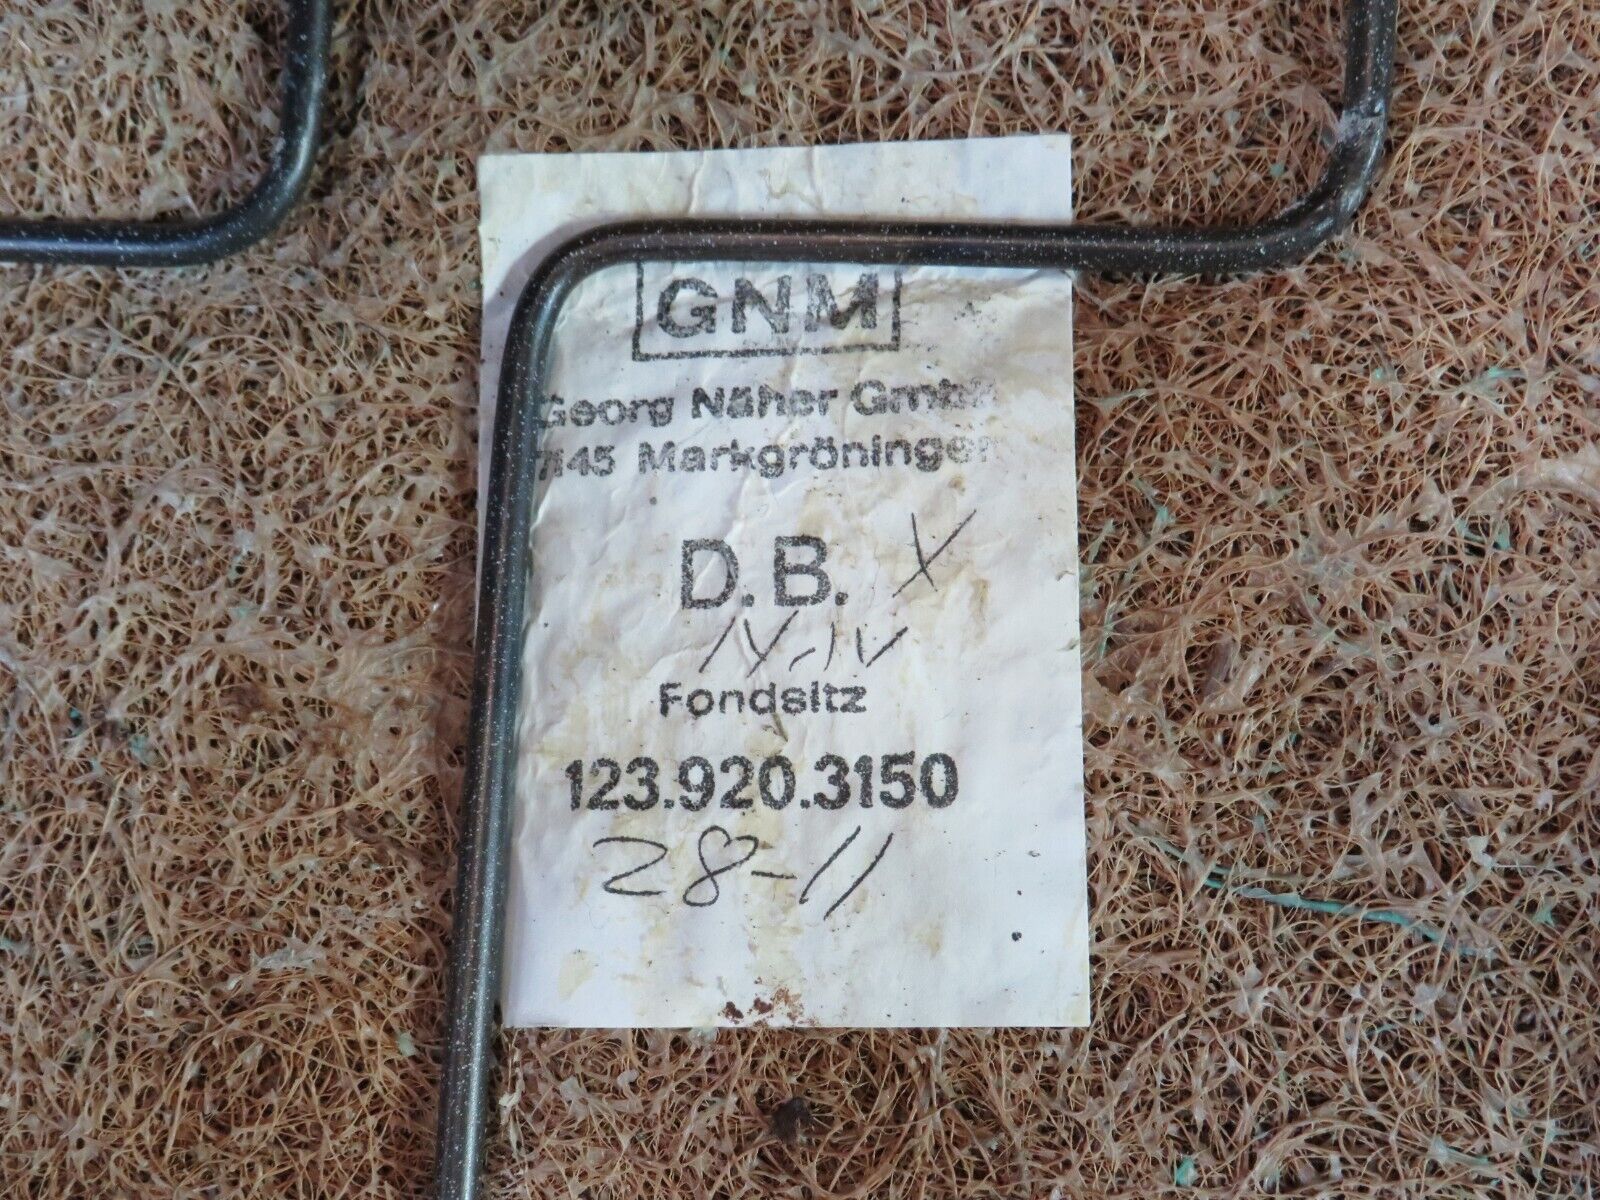 GNM
Georg Näher GmbH
7145 Markgröningen
D.B. X
Fondsitz
123.920.3150
28-11